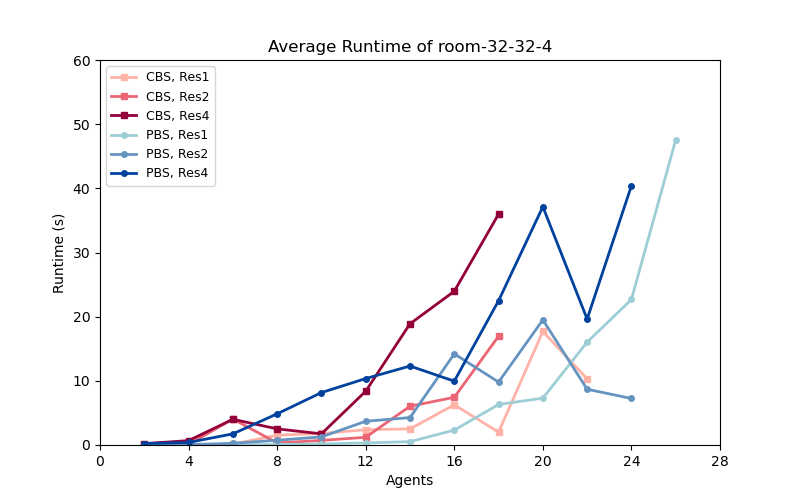 Average Runtime of room-32-32-4
60
50
40
30
20
10
0
Runtime (s)
CBS, Res1
CBS, Res2
CBS, Res4
PBS, Res1
PBS, Res2
PBS, Res4
0 4 8 12 16 20 24 28
Agents